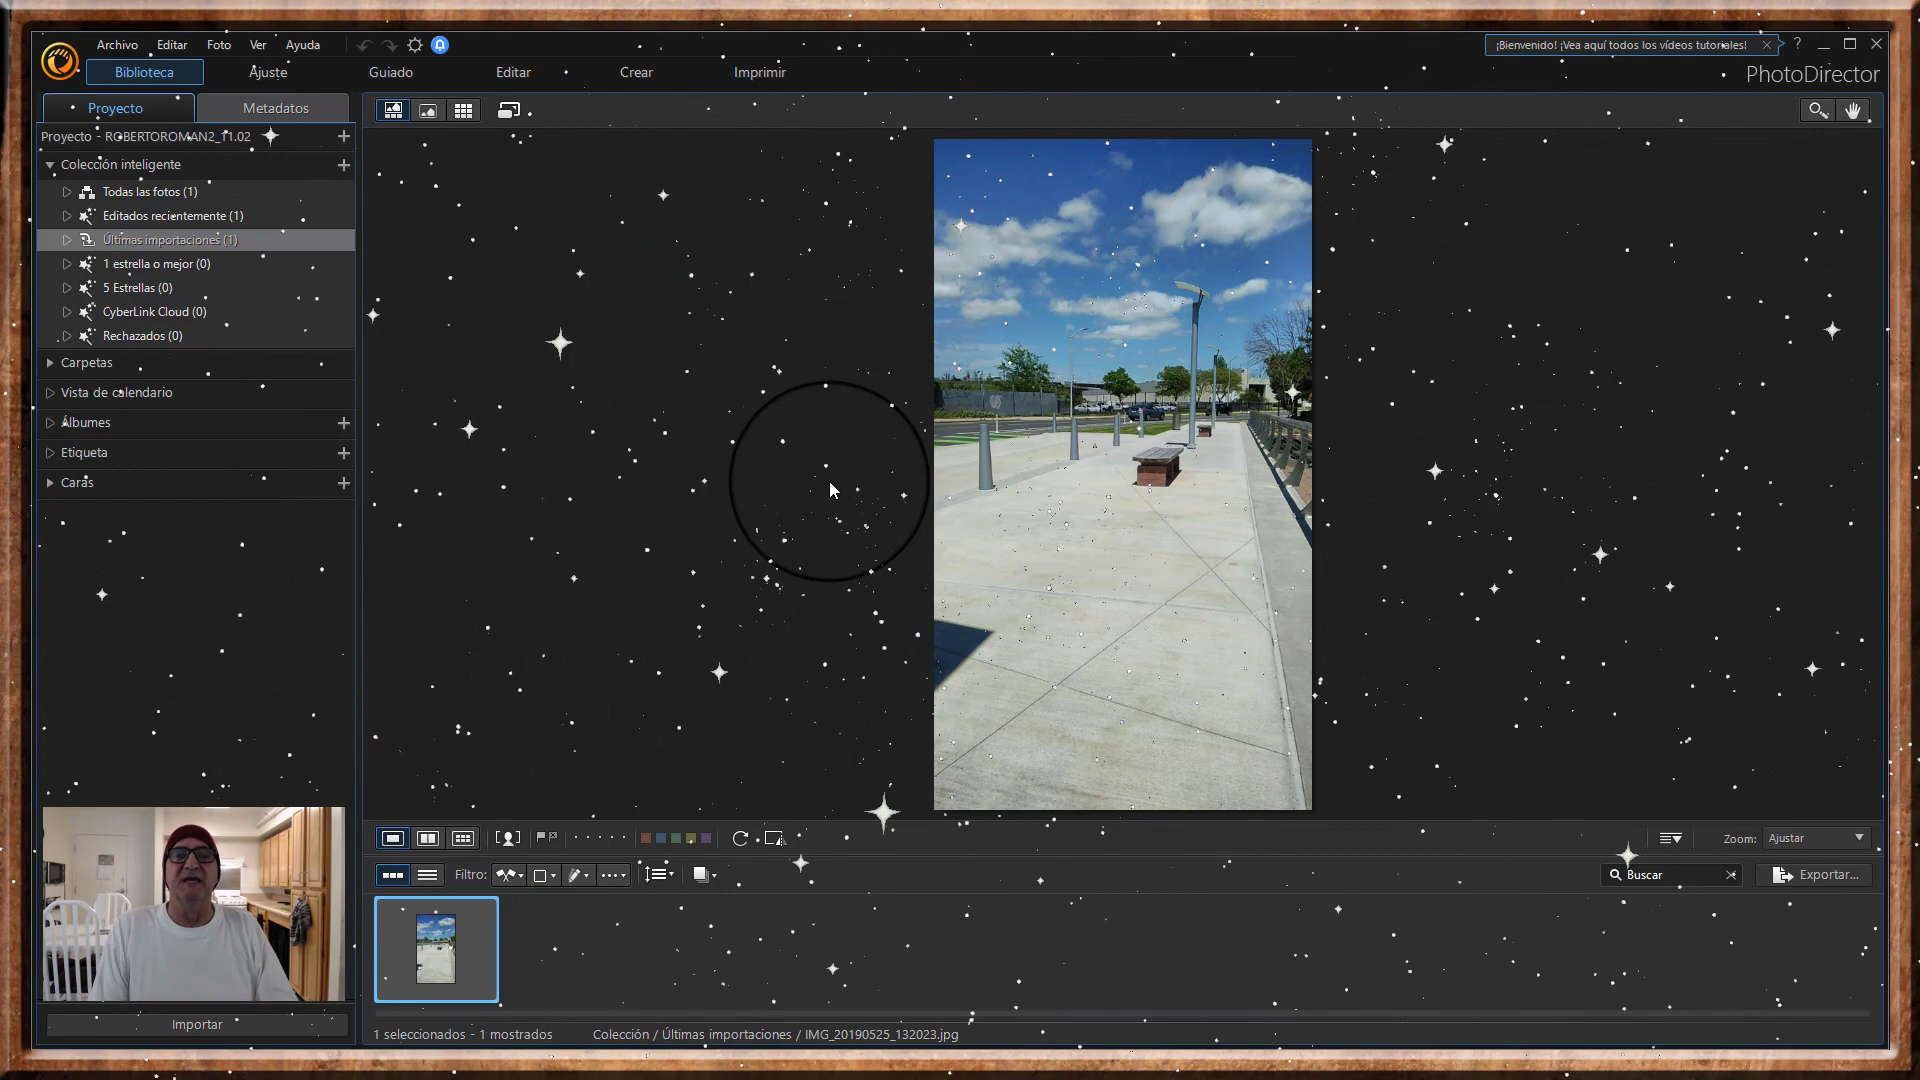 Archivo Editar Foto Ver Ayuda
¡Bienvenido! ¡Vea aquí todos los vídeos tutoriales!
?
Biblioteca Ajuste Guiado Editar Crear Imprimir
PhotoDirector
Proyecto Metadatos
Proyecto - ROBERTOROMAN2_11.02
Colección inteligente
Todas las fotos (1)
Editados recientemente (1)
Últimas importaciones (1)
1 estrella o mejor (0)
5 Estrellas (0)
CyberLink Cloud (0)
Rechazados (0)
Carpetas
Vista de calendario
Álbumes
Etiqueta
Caras
Zoom: Ajustar
Filtro:
Buscar
Exportar...
Importar
1 seleccionados - 1 mostrados
Colección / Últimas importaciones / IMG_20190525_132023.jpg